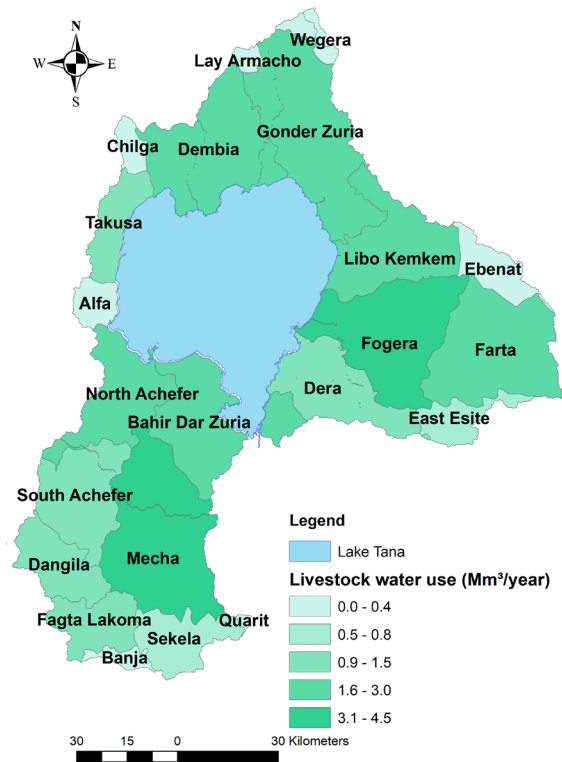 N
W E
S
Wegera
Lay Armacho
Gonder Zuria
Chilga
Dembia
Takusa
Libo Kemkem
Ebenat
Alfa
Fogera
Farta
Dera
North Achefer
East Esite
Bahir Dar Zuria
South Achefer
Mecha
Dangila
Fagta Lakoma
Quarit
Sekela
Banja
Legend
Lake Tana
Livestock water use (Mm³/year)
0.0 - 0.4
0.5 - 0.8
0.9 - 1.5
1.6 - 3.0
3.1 - 4.5
30 15 0 30 Kilometers